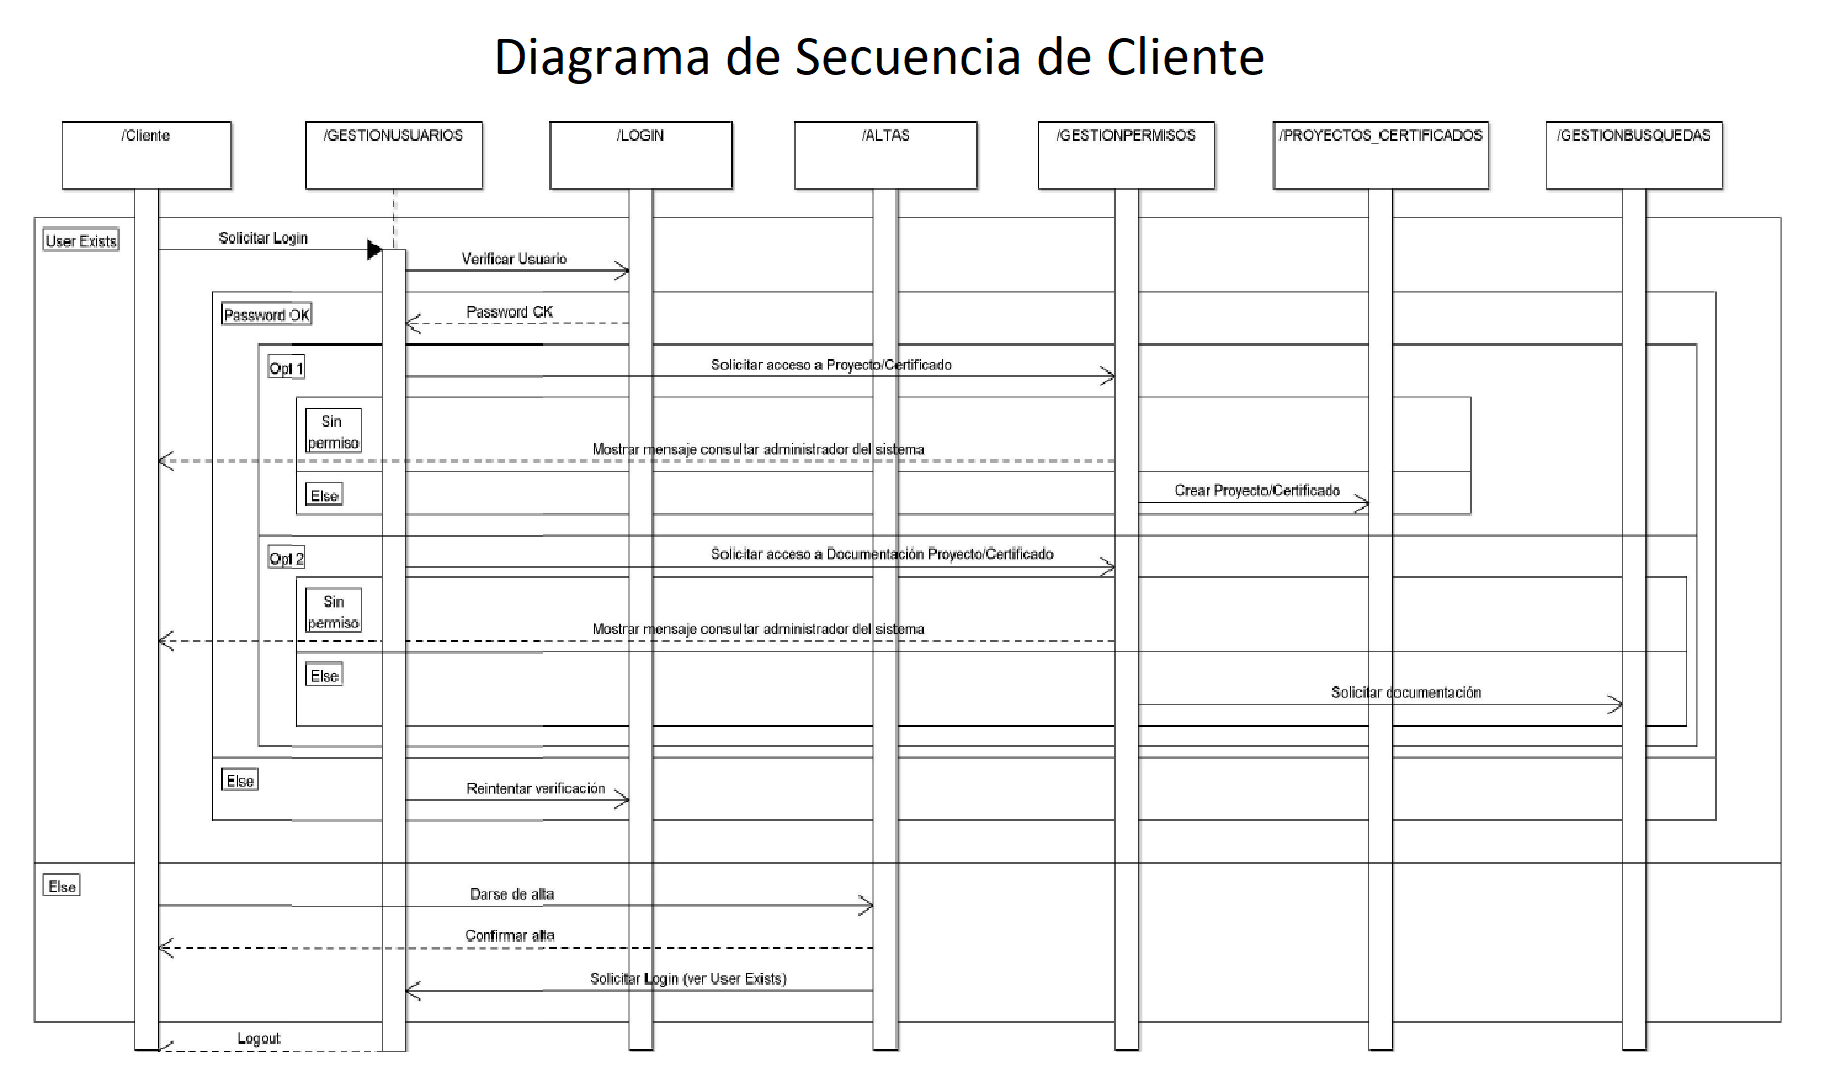 Diagrama de Secuencia de Cliente
/Cliente
/GESTIONUSUARIOS
/LOGIN
/ALTAS
/GESTIONPERMISOS
/PROYECTOS_CERTIFICADOS
/GESTIONBUSQUEDAS
User Exists
Solicitar Login
Verificar Usuario
Password OK
Password OK
Opt 1
Solicitar acceso a Proyecto/Certificado
Sin
permiso
Mostrar mensaje consultar administrador del sistema
Else
Crear Proyecto/Certificado
Opt 2
Solicitar acceso a Documentación Proyecto/Certificado
Sin
permiso
Mostrar mensaje consultar administrador del sistema
Else
Solicitar documentación
Else
Reintentar verificación
Else
Darse de alta
Confirmar alta
Solicitar Login (ver User Exists)
Logout